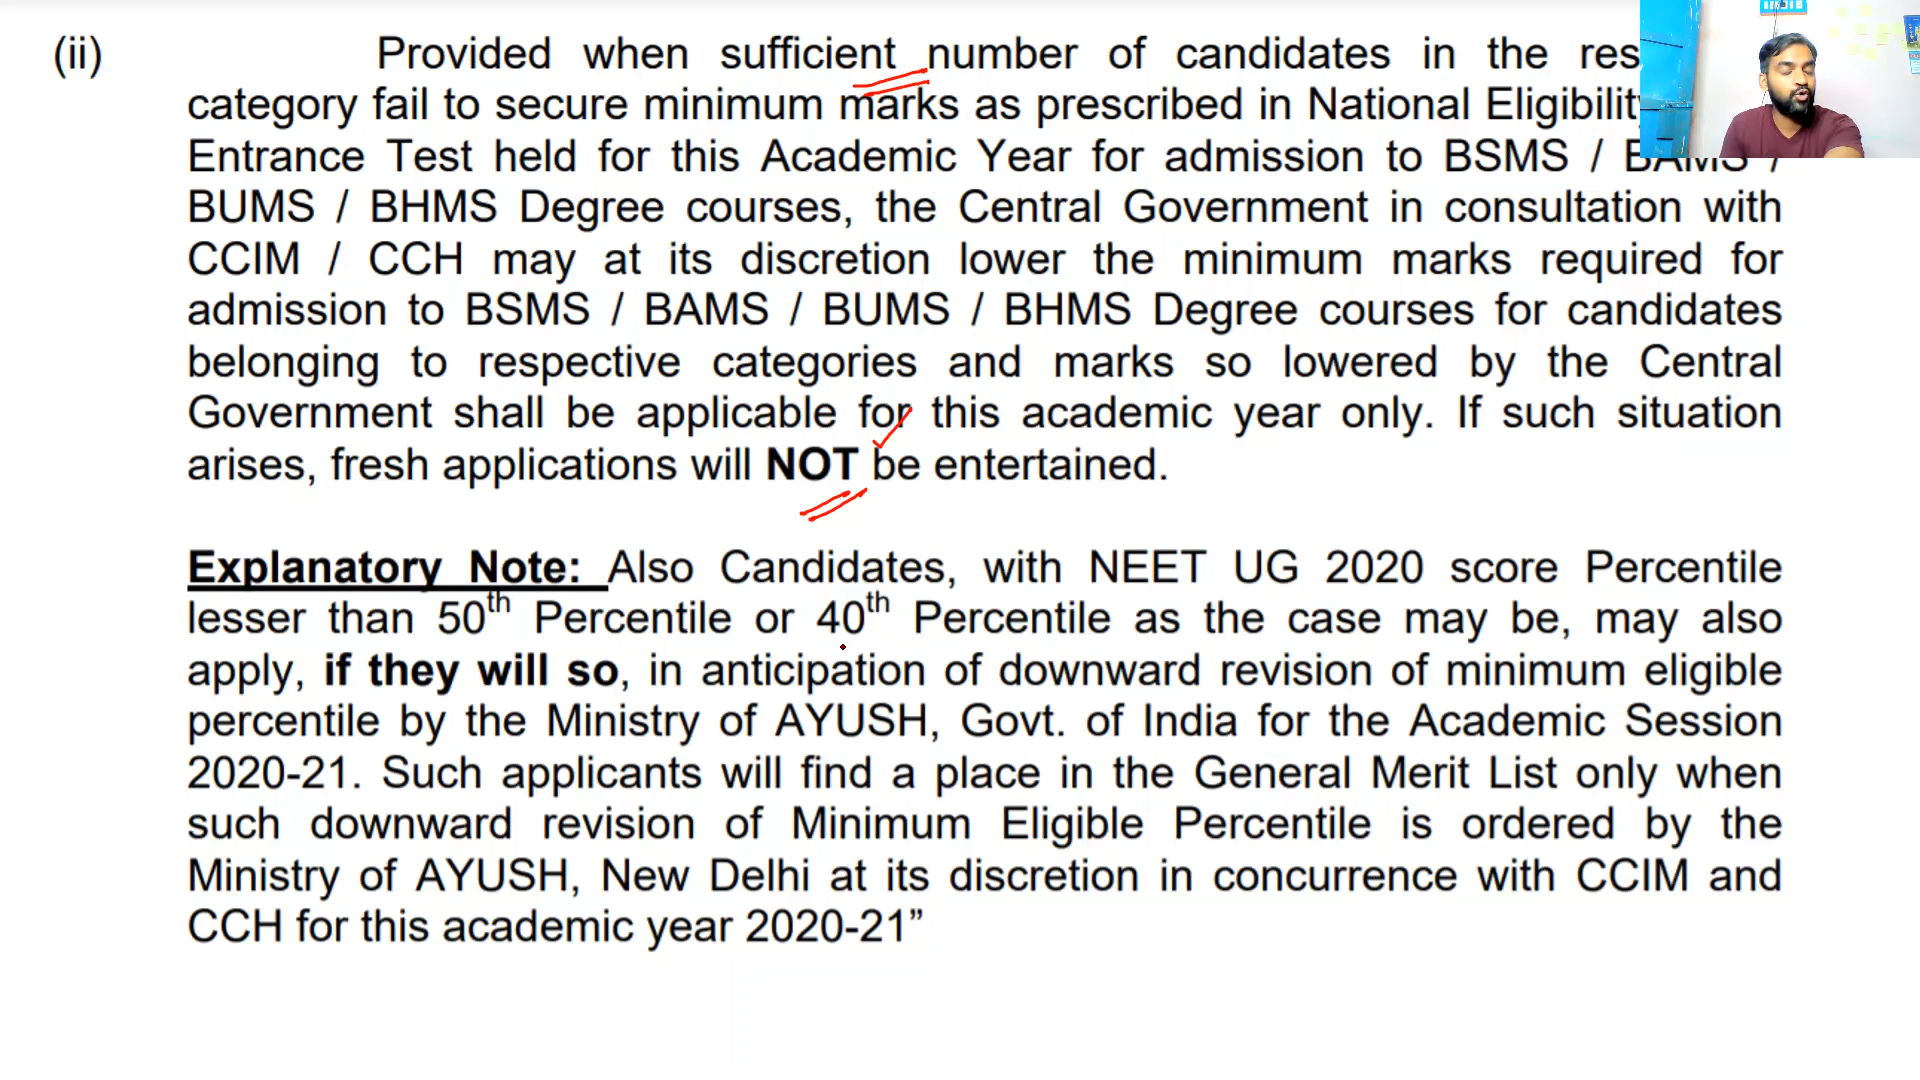 (ii) Provided when sufficient number of candidates in the
category fail to secure minimum marks as prescribed in National
Entrance Test held for this Academic Year for admission to BSMS / BAMS /
BUMS / BHMS Degree courses, the Central Government in consultation with
CCIM / CCH may at its discretion lower the minimum marks required for
admission to BSMS / BAMS / BUMS / BHMS Degree courses for candidates
belonging to respective categories and marks so lowered by the Central
Government shall be applicable for this academic year only. If such situation
arises, fresh applications will NOT be entertained.
Explanatory Note: Also Candidates, with NEET UG 2020 score Percentile
lesser than 50th Percentile or 40th Percentile as the case may be, may also
apply, if they will so, in anticipation of downward revision of minimum eligible
percentile by the Ministry of AYUSH, Govt. of India for the Academic Session
2020-21. Such applicants will find a place in the General Merit List only when
such downward revision of Minimum Eligible Percentile is ordered by the
Ministry of AYUSH, New Delhi at its discretion in concurrence with CCIM and
CCH for this academic year 2020-21”